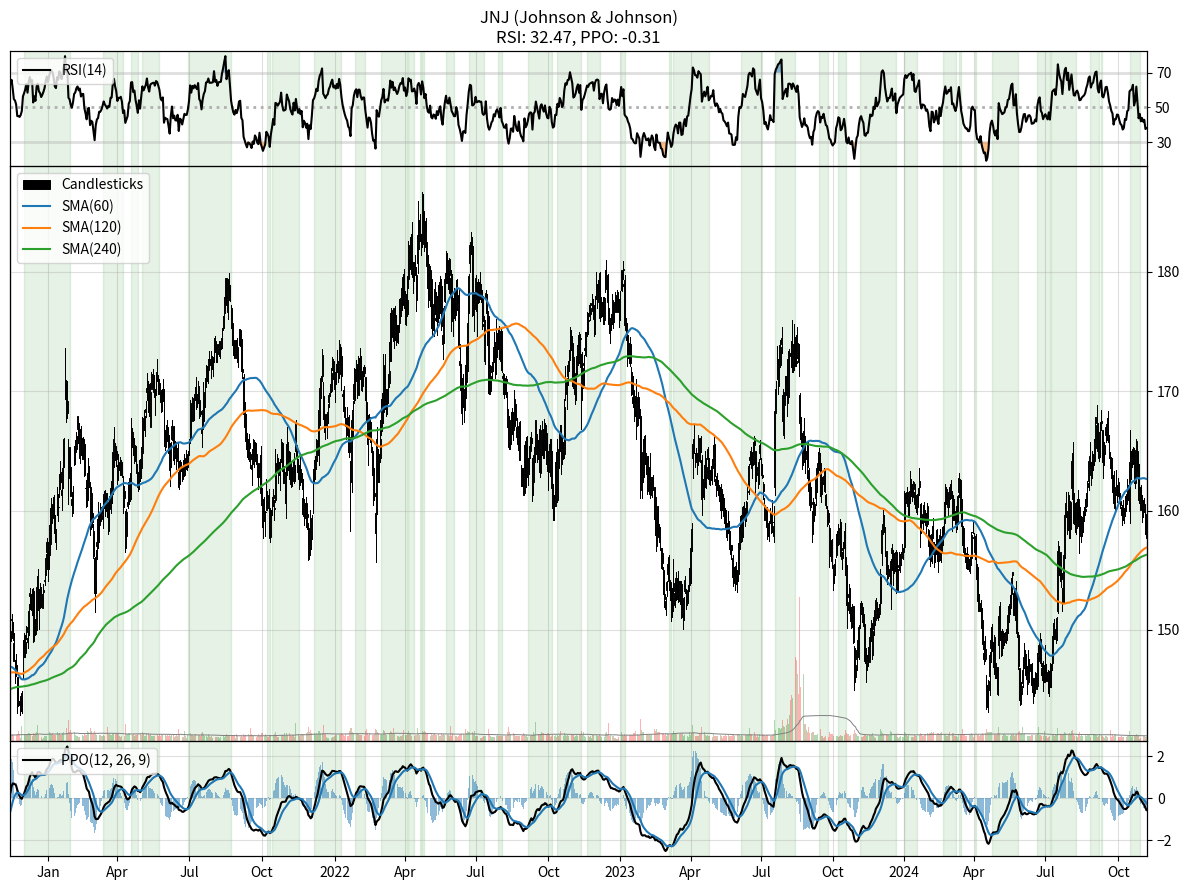 JNJ (Johnson & Johnson)
RSI: 32.47, PPO: -0.31
RSI(14)
70
50
30
Candlesticks
SMA(60)
SMA(120)
SMA(240)
180
170
160
150
PPO(12, 26, 9)
2
0
−2
Jan Apr Jul Oct 2022 Apr Jul Oct 2023 Apr Jul Oct 2024 Apr Jul Oct